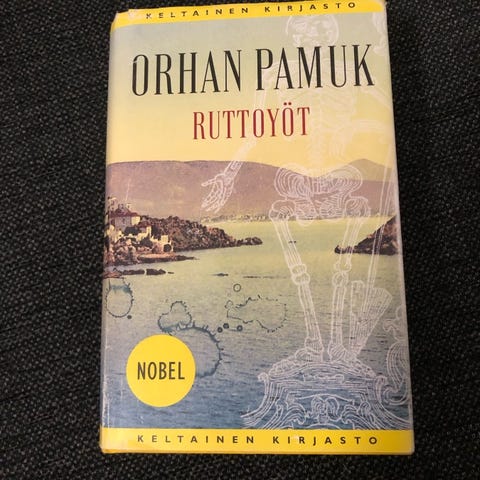 KELTAINEN KIRJASTO
ORHAN PAMUK
RUTTOYÖT
NOBEL
KELTAINEN KIRJASTO